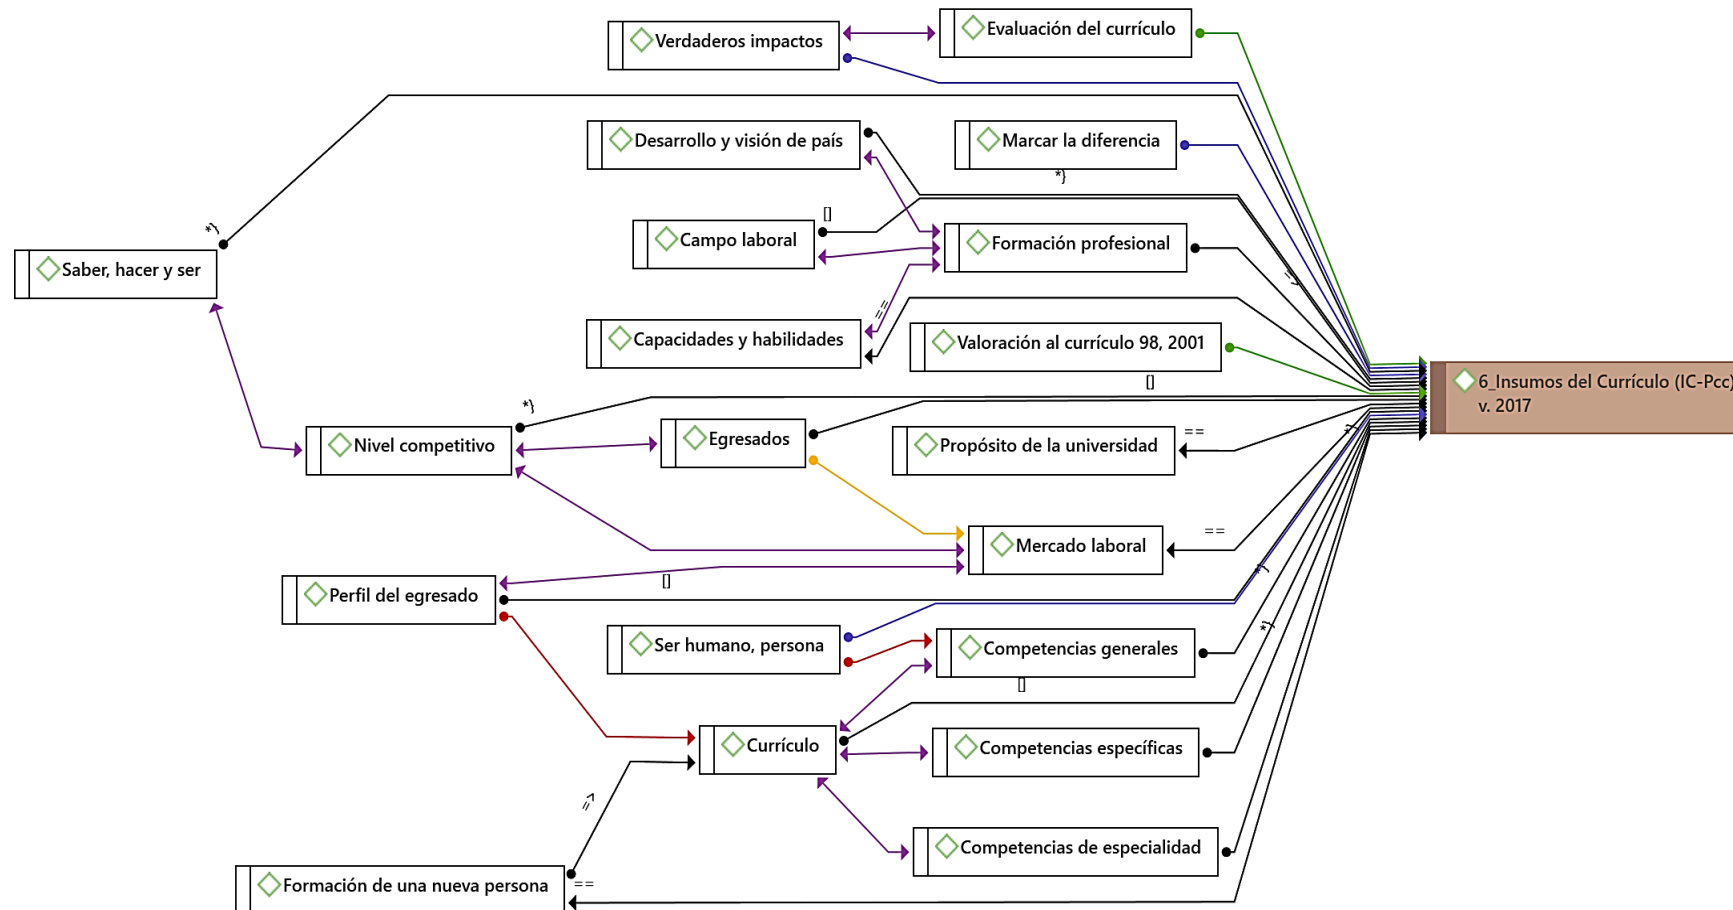 Evaluación del currículo
Verdaderos impactos
Desarrollo y visión de país
Marcar la diferencia
*}
[]
*}
Campo laboral
Formación profesional
Saber, hacer y ser
=>
==
Capacidades y habilidades
Valoración al currículo 98, 2001
[]
6_Insumos del Currículo (IC-Pcc)
v. 2017
*}
Nivel competitivo
Egresados
==
*}
Propósito de la universidad
==
Mercado laboral
*}
[]
Perfil del egresado
*}
Ser humano, persona
Competencias generales
[]
Currículo
Competencias específicas
=>
Competencias de especialidad
==
Formación de una nueva persona